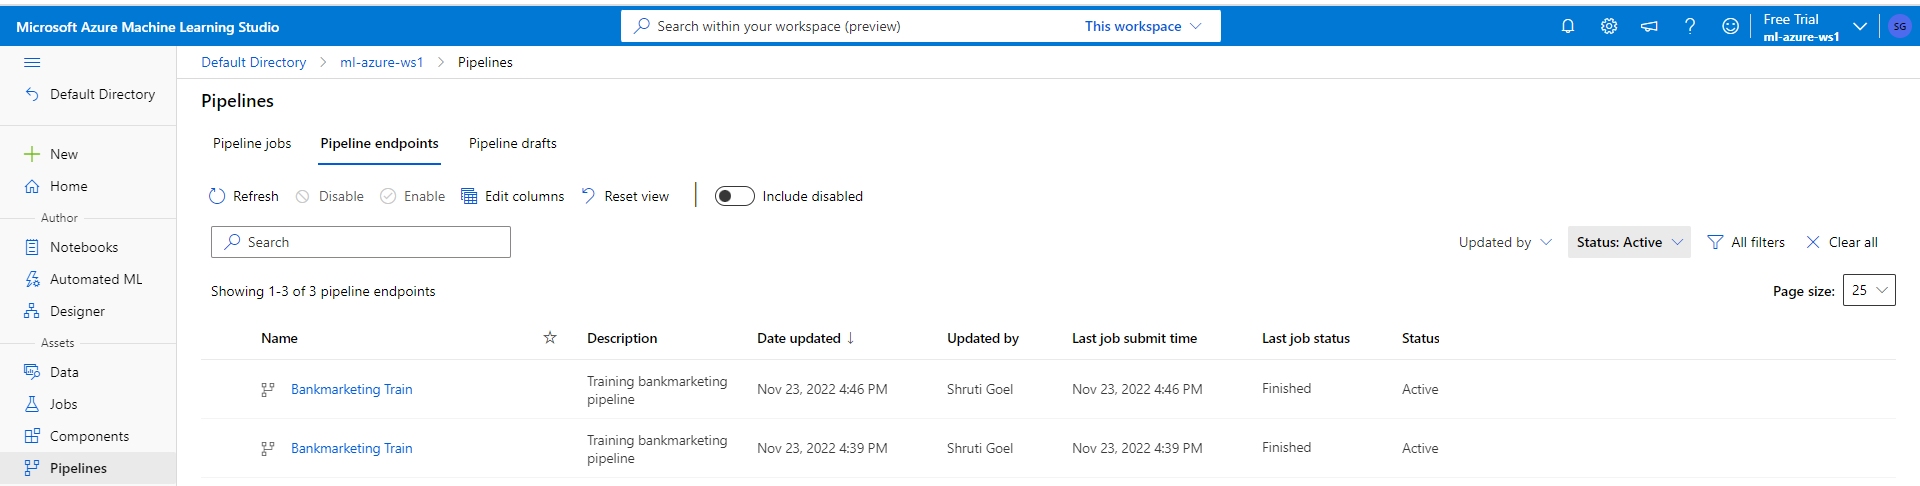 Microsoft Azure Machine Learning Studio
Search within your workspace (preview)
This workspace
Free Trial
ml-azure-ws1
SG
Default Directory
ml-azure-ws1
Pipelines
Default Directory
New
Home
Author
Notebooks
Automated ML
Designer
Assets
Data
Jobs
Components
Pipelines
Pipelines
Pipeline jobs
Pipeline endpoints
Pipeline drafts
Refresh
Disable
Enable
Edit columns
Reset view
Include disabled
Search
Updated by
Status: Active
All filters
Clear all
Showing 1-3 of 3 pipeline endpoints
Page size: 25
Name
Description
Date updated
Updated by
Last job submit time
Last job status
Status
Bankmarketing Train
Training bankmarketing
pipeline
Nov 23, 2022 4:46 PM
Shruti Goel
Nov 23, 2022 4:46 PM
Finished
Active
Bankmarketing Train
Training bankmarketing
pipeline
Nov 23, 2022 4:39 PM
Shruti Goel
Nov 23, 2022 4:39 PM
Finished
Active